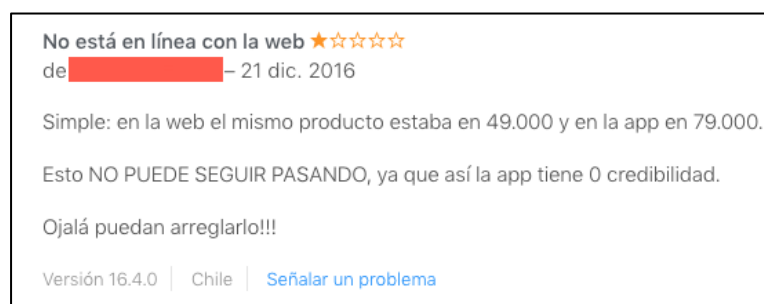 No está en línea con la web ★☆☆☆☆
de – 21 dic. 2016
Simple: en la web el mismo producto estaba en 49.000 y en la app en 79.000.
Esto NO PUEDE SEGUIR PASANDO, ya que así la app tiene 0 credibilidad.
Ojalá puedan arreglarlo!!!
Versión 16.4.0 Chile Señalar un problema